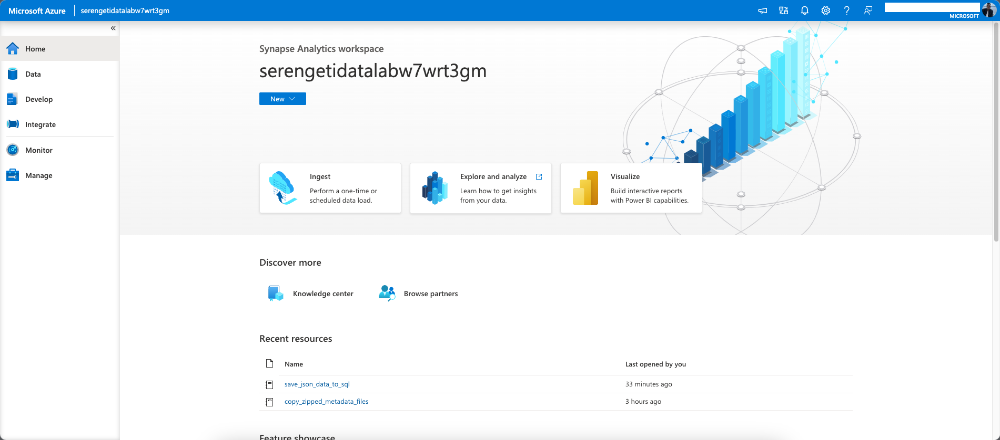 Microsoft Azure
serengetidatalabw7wrt3gm
MICROSOFT
«
Home
Data
Develop
Integrate
Monitor
Manage
Synapse Analytics workspace
serengetidatalabw7wrt3gm
New
Ingest
Perform a one-time or
scheduled data load.
Explore and analyze
Learn how to get insights
from your data.
Visualize
Build interactive reports
with Power BI capabilities.
Discover more
Knowledge center
Browse partners
Recent resources
Name Last opened by you
save_json_data_to_sql 33 minutes ago
copy_zipped_metadata_files 3 hours ago
Feature showcase